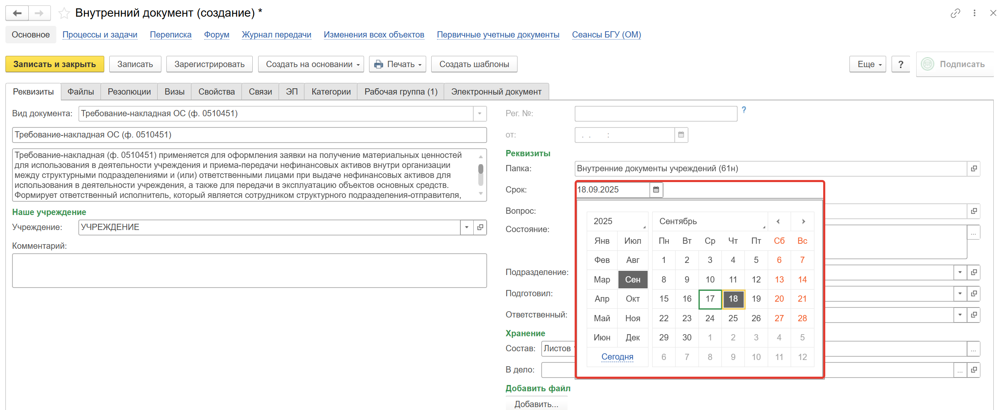 Внутренний документ (создание) *
Основное Процессы и задачи Переписка Форум Журнал передачи Изменения всех объектов Первичные учетные документы Сеансы БГУ (ОМ)
Записать и закрыть Записать Зарегистрировать Создать на основании Печать Создать шаблоны Еще ? Подписать
Реквизиты Файлы Резолюции Визы Свойства Связи ЭП Категории Рабочая группа (1) Электронный документ
Вид документа: Требование-накладная ОС (ф. 0510451)
Требование-накладная ОС (ф. 0510451)
Требование-накладная (ф. 0510451) применяется для оформления заявки на получение материальных ценностей
для использования в деятельности учреждения и приема-передачи нефинансовых активов внутри организации
между структурными подразделениями и (или) ответственными лицами при выдаче нефинансовых активов для
использования в деятельности учреждения, а также для передачи в эксплуатацию объектов основных средств.
Формирует ответственный исполнитель, который является сотрудником структурного подразделения-отправителя,
Наше учреждение
Учреждение: УЧРЕЖДЕНИЕ
Комментарий:
Рег. №: ?
от: . . :
Реквизиты
Папка: Внутренние документы учреждений (61н)
Срок: 18.09.2025
Вопрос:
Состояние: ...
Подразделение:
Подготовил:
Ответственный:
2025 Сентябрь
Янв Июл Пн Вт Ср Чт Пт Сб Вс
Фев Авг 1 2 3 4 5 6 7
Мар Сен 8 9 10 11 12 13 14
Апр Окт 15 16 17 18 19 20 21
Май Ноя 22 23 24 25 26 27 28
Июн Дек 29 30 1 2 3 4 5
Сегодня 6 7 8 9 10 11 12
Хранение
Состав: Листов ...
В дело: ...
Добавить файл
Добавить...